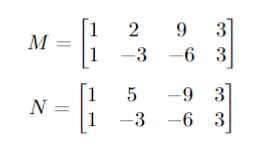 M = [1 2 9 3
1 −3 −6 3]
N = [1 5 −9 3
1 −3 −6 3]